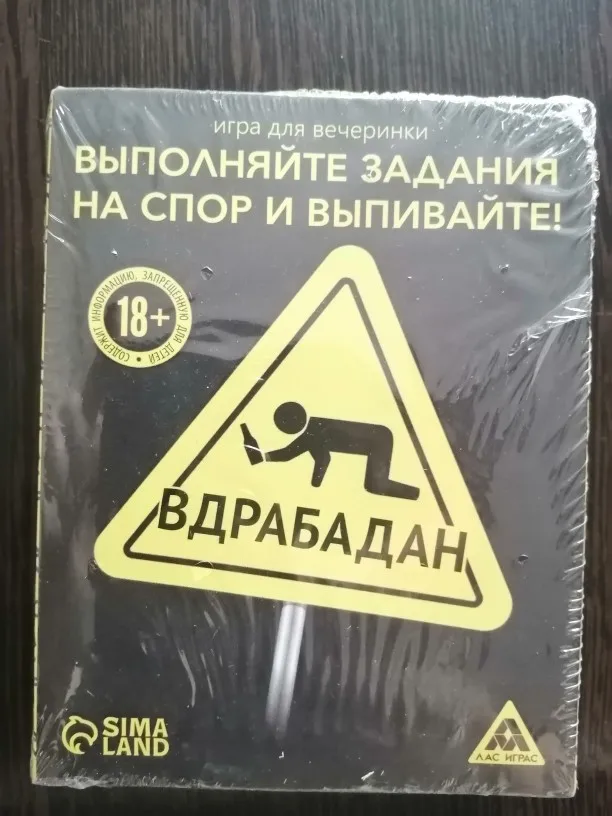 игра для вечеринки
ВЫПОЛНЯЙТЕ ЗАДАНИЯ
НА СПОР И ВЫПИВАЙТЕ!
СОДЕРЖИТ ИНФОРМАЦИЮ, ЗАПРЕЩЕННУЮ ДЛЯ ДЕТЕЙ •
18+
ВДРАБАДАН
SIMA
LAND
ЛАС ИГРАС